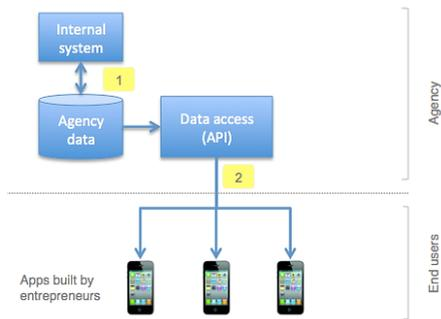 Internal
system
1
Agency
data
Data access
(API)
2
Agency
Apps built by
entrepreneurs
End users